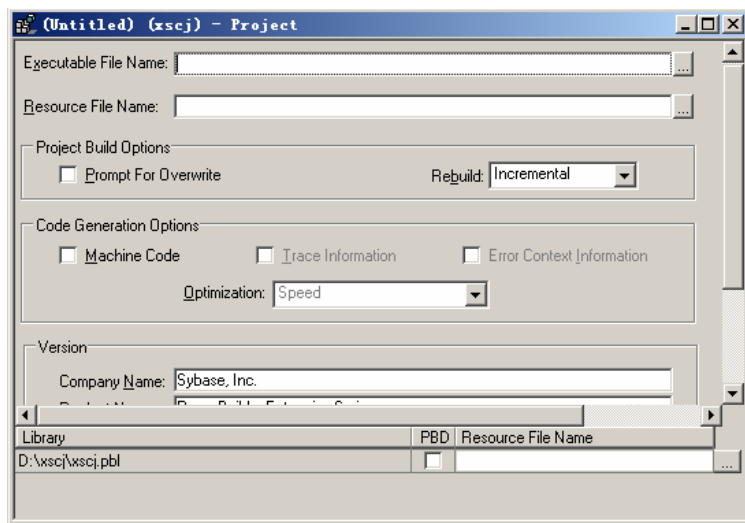 (Untitled) (xscj) - Project
Executable File Name:
...
Resource File Name:
...
Project Build Options
Prompt For Overwrite
Rebuild: Incremental
Code Generation Options
Machine Code Trace Information Error Context Information
Optimization: Speed
Version
Company Name: Sybase, Inc.
Library PBD Resource File Name
D:\xscj\xscj.pbl ...